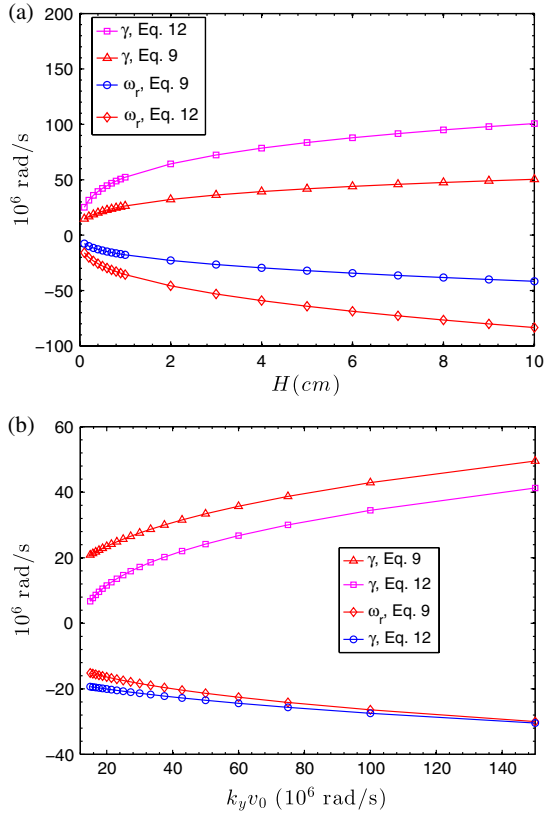 (a)
200
150
100
50
0
−50
−100
10⁶ rad/s
γ, Eq. 12
γ, Eq. 9
ωr, Eq. 9
ωr, Eq. 12
0 2 4 6 8 10
H(cm)
(b)
60
40
20
0
−20
−40
10⁶ rad/s
γ, Eq. 9
γ, Eq. 12
ωr, Eq. 9
γ, Eq. 12
20 40 60 80 100 120 140
kyv0 (10⁶ rad/s)